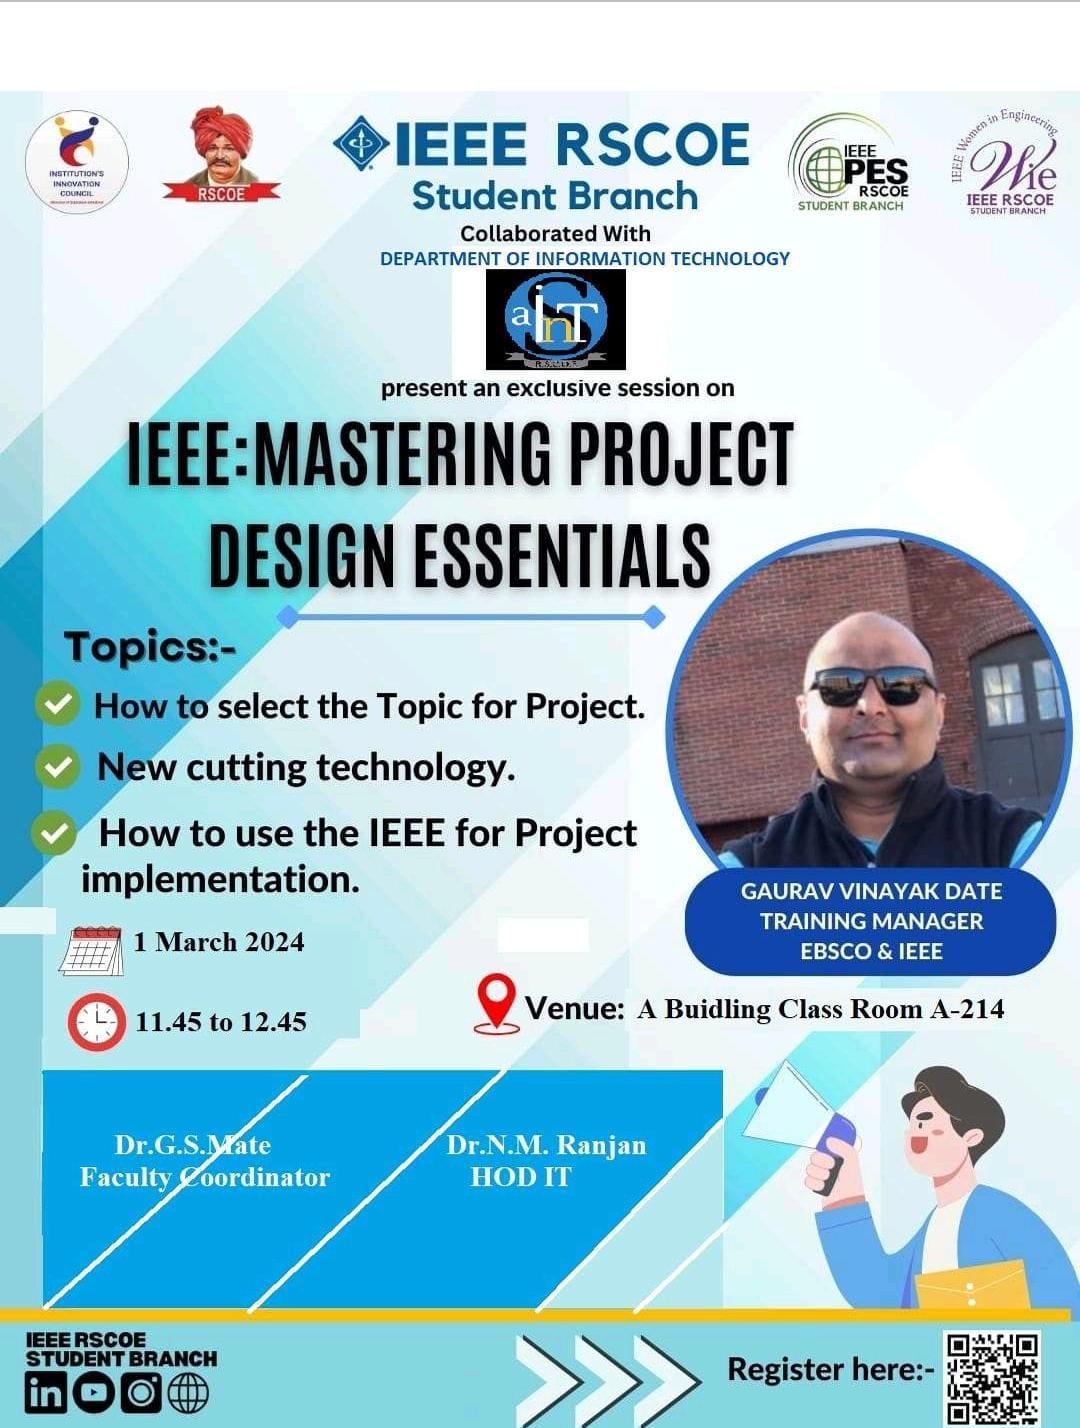 INSTITUTION'S
INNOVATION
COUNCIL
RSCOE
IEEE RSCOE
Student Branch
IEEE
PES
RSCOE
STUDENT BRANCH
IEEE Women in Engineering
Wie
IEEE RSCOE
STUDENT BRANCH
Collaborated With
DEPARTMENT OF INFORMATION TECHNOLOGY
present an exclusive session on
IEEE:MASTERING PROJECT
DESIGN ESSENTIALS
Topics:-
How to select the Topic for Project.
New cutting technology.
How to use the IEEE for Project
implementation.
GAURAV VINAYAK DATE
TRAINING MANAGER
EBSCO & IEEE
1 March 2024
11.45 to 12.45
Venue: A Buidling Class Room A-214
Dr.G.S.Mate
Faculty Coordinator
Dr.N.M. Ranjan
HOD IT
IEEE RSCOE
STUDENT BRANCH
Register here:-